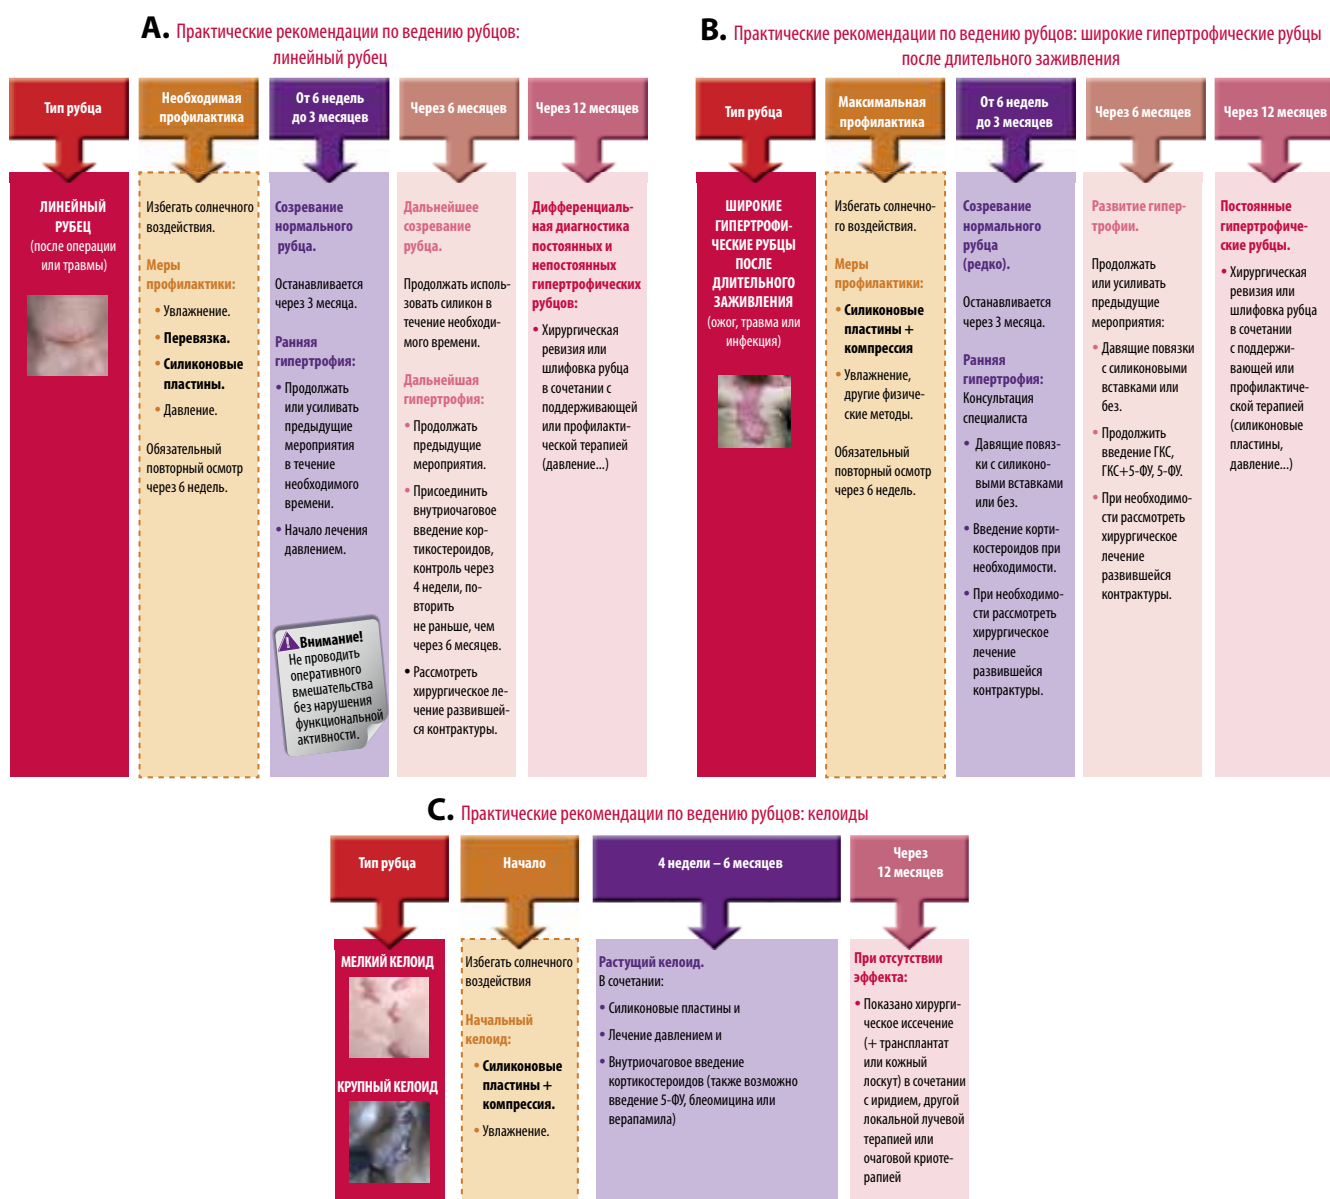 A. Практические рекомендации по ведению рубцов:
линейный рубец
Тип рубца
Необходимая
профилактика
От 6 недель
до 3 месяцев
Через 6 месяцев
Через 12 месяцев
ЛИНЕЙНЫЙ
РУБЕЦ
(после операции
или травмы)
Избегать солнечного
воздействия.
Меры
профилактики:
• Увлажнение.
• Перевязка.
• Силиконовые
пластины.
• Давление.
Обязательный
повторный осмотр
через 6 недель.
Созревание
нормального
рубца.
Останавливается
через 3 месяца.
Ранняя
гипертрофия:
• Продолжать
или усиливать
предыдущие
мероприятия
в течение
необходимого
времени.
• Начало лечения
давлением.
Внимание!
Не проводить
оперативного
вмешательства
без нарушения
функциональной
активности.
Дальнейшее
созревание
рубца.
Продолжать исполь-
зовать силикон в
течение необходи-
мого времени.
Дальнейшая
гипертрофия:
• Продолжать
предыдущие
мероприятия.
• Присоединить
внутриочаговое
введение кор-
тикостероидов,
контроль через
4 недели, по-
вторить
не раньше, чем
через 6 месяцев.
• Рассмотреть
хирургическое ле-
чение развившей-
ся контрактуры.
Дифференциаль-
ная диагностика
постоянных и
непостоянных
гипертрофических
рубцов:
• Хирургическая
ревизия или
шлифовка рубца
в сочетании с
поддерживающей
или профилакти-
ческой терапией
(давление...)
B. Практические рекомендации по ведению рубцов: широкие гипертрофические рубцы
после длительного заживления
Тип рубца
Максимальная
профилактика
От 6 недель
до 3 месяцев
Через 6 месяцев
Через 12 месяцев
ШИРОКИЕ
ГИПЕРТРОФИ-
ЧЕСКИЕ РУБЦЫ
ПОСЛЕ
ДЛИТЕЛЬНОГО
ЗАЖИВЛЕНИЯ
(ожог, травма или
инфекция)
Избегать солнечно-
го воздействия.
Меры
профилактики:
• Силиконовые
пластины +
компрессия
• Увлажнение,
другие физиче-
ские методы.
Обязательный
повторный осмотр
через 6 недель.
Созревание
нормального
рубца
(редко).
Останавливается
через 3 месяца.
Ранняя
гипертрофия:
Консультация
специалиста
• Давящие повяз-
ки с силиконо-
выми вставками
или без.
• Введение корти-
костероидов при
необходимости.
• При необходимо-
сти рассмотреть
хирургическое
лечение
развившейся
контрактуры.
Развитие гипер-
трофии.
Продолжать
или усиливать
предыдущие
мероприятия:
• Давящие повязки
с силиконовыми
вставками или
без.
• Продолжить
введение ГКС,
ГКС+5-ФУ, 5-ФУ.
• При необходимо-
сти рассмотреть
хирургическое
лечение
развившейся
контрактуры.
Постоянные
гипертрофиче-
ские рубцы.
• Хирургическая
ревизия или
шлифовка рубца
в сочетании
с поддержи-
вающей или
профилактиче-
ской терапией
(силиконовые
пластины,
давление...)
C. Практические рекомендации по ведению рубцов: келоиды
Тип рубца
Начало
4 недели – 6 месяцев
Через
12 месяцев
МЕЛКИЙ КЕЛОИД
КРУПНЫЙ КЕЛОИД
Избегать солнечного
воздействия
Начальный
келоид:
• Силиконовые
пластины +
компрессия.
• Увлажнение.
Растущий келоид.
В сочетании:
• Силиконовые пластины и
• Лечение давлением и
• Внутриочаговое введение
кортикостероидов (также возможно
введение 5-ФУ, блеомицина или
верапамила)
При отсутствии
эффекта:
• Показано хирурги-
ческое иссечение
(+ трансплантат
или кожный
лоскут) в сочетании
с иридием, другой
локальной лучевой
терапией или
очаговой криоте-
рапией